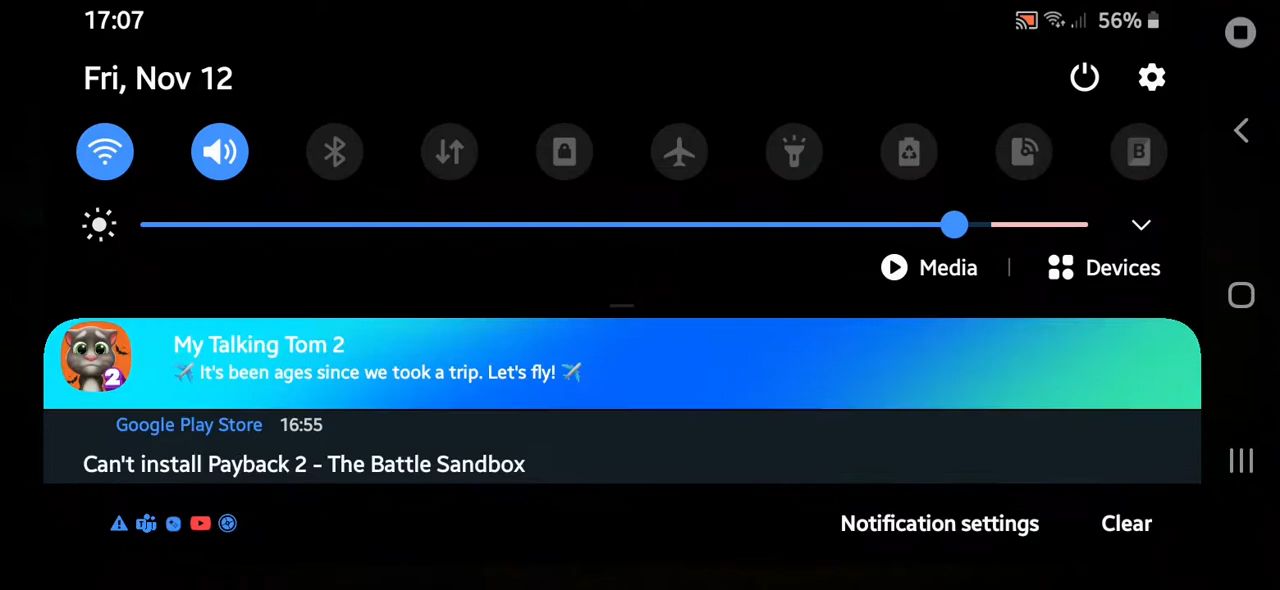 17:07
56%
Fri, Nov 12
B
Media
Devices
2
My Talking Tom 2
✈️ It's been ages since we took a trip. Let's fly! ✈️
Google Play Store 16:55
Can't install Payback 2 - The Battle Sandbox
Notification settings
Clear